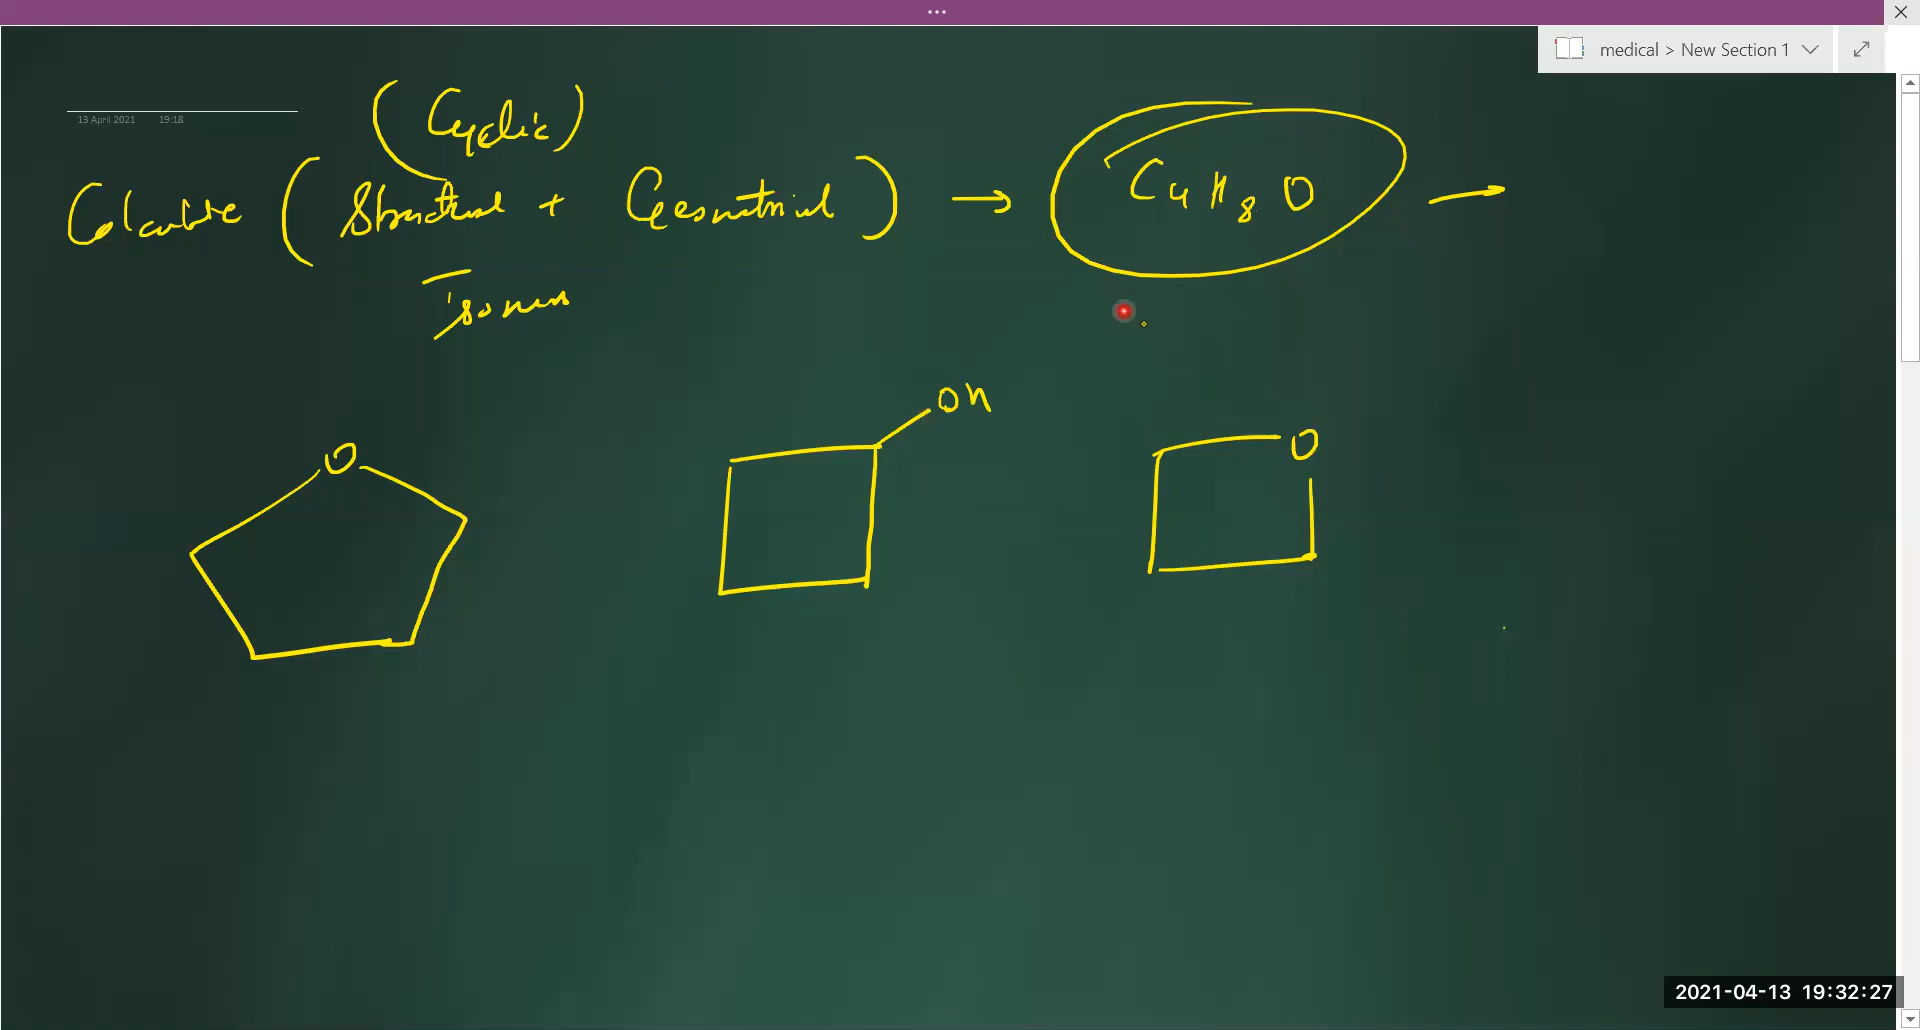 ...
medical > New Section 1
13 April 2021 19:18
(Cyclic)
Calculate (Structural + Geometrical) → C4H8O →
Isomers
OH
O
O
2021-04-13 19:32:27